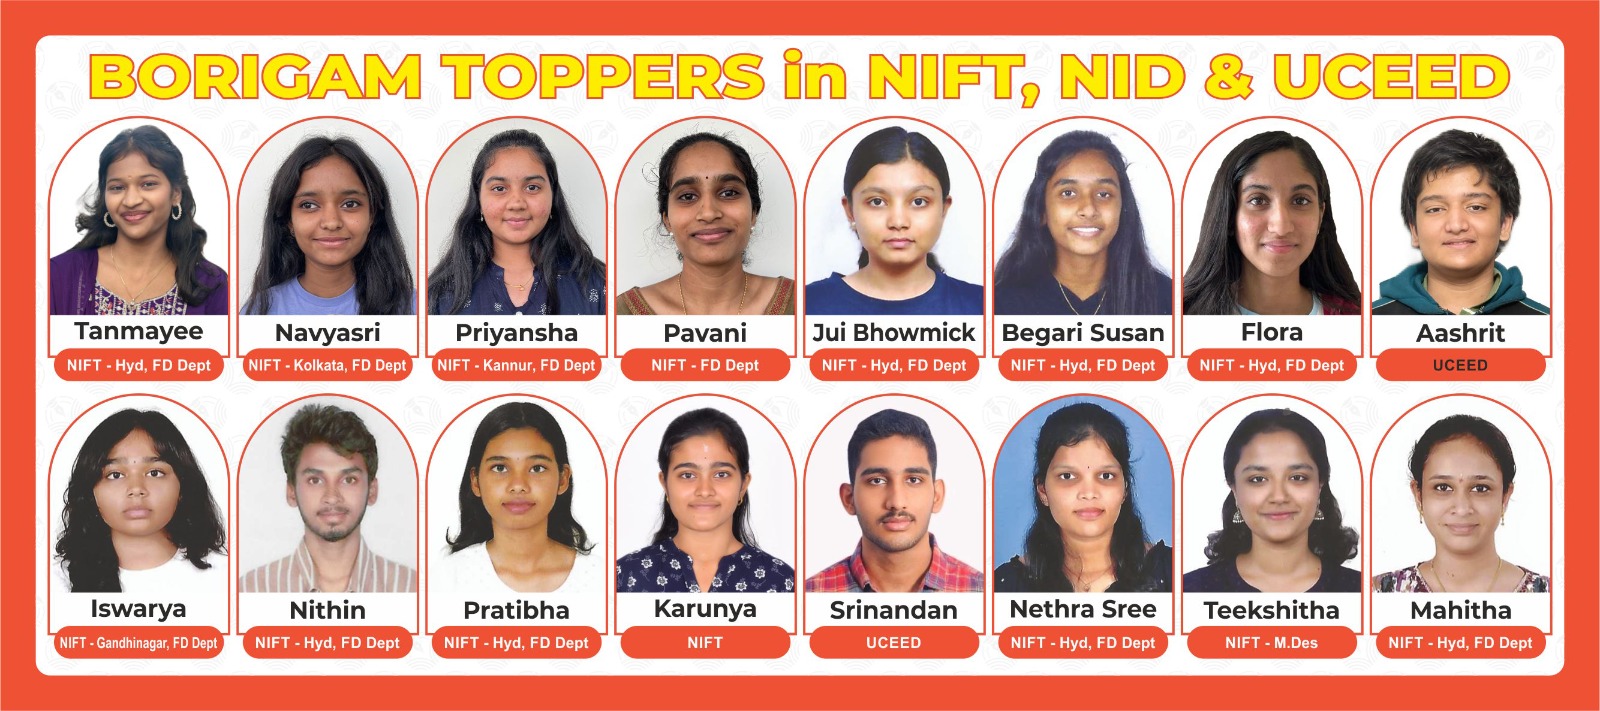 BORIGAM TOPPERS in NIFT, NID & UCEED
Tanmayee
NIFT - Hyd, FD Dept
Navyasri
NIFT - Kolkata, FD Dept
Priyansha
NIFT - Kannur, FD Dept
Pavani
NIFT - FD Dept
Jui Bhowmick
NIFT - Hyd, FD Dept
Begari Susan
NIFT - Hyd, FD Dept
Flora
NIFT - Hyd, FD Dept
Aashrit
UCEED
Iswarya
NIFT - Gandhinagar, FD Dept
Nithin
NIFT - Hyd, FD Dept
Pratibha
NIFT - Hyd, FD Dept
Karunya
NIFT
Srinandan
UCEED
Nethra Sree
NIFT - Hyd, FD Dept
Teekshitha
NIFT - M.Des
Mahitha
NIFT - Hyd, FD Dept